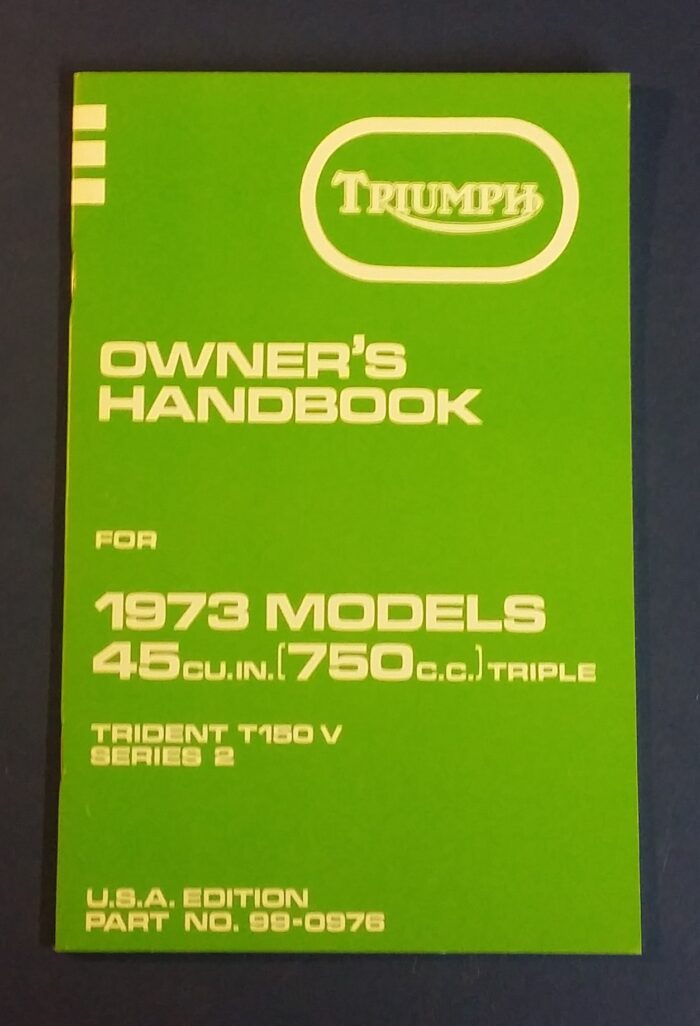 TRIUMPH
OWNER'S
HANDBOOK
FOR
1973 MODELS
45 CU.IN. [750 C.C.] TRIPLE
TRIDENT T150 V
SERIES 2
U.S.A. EDITION
PART NO. 99-0976